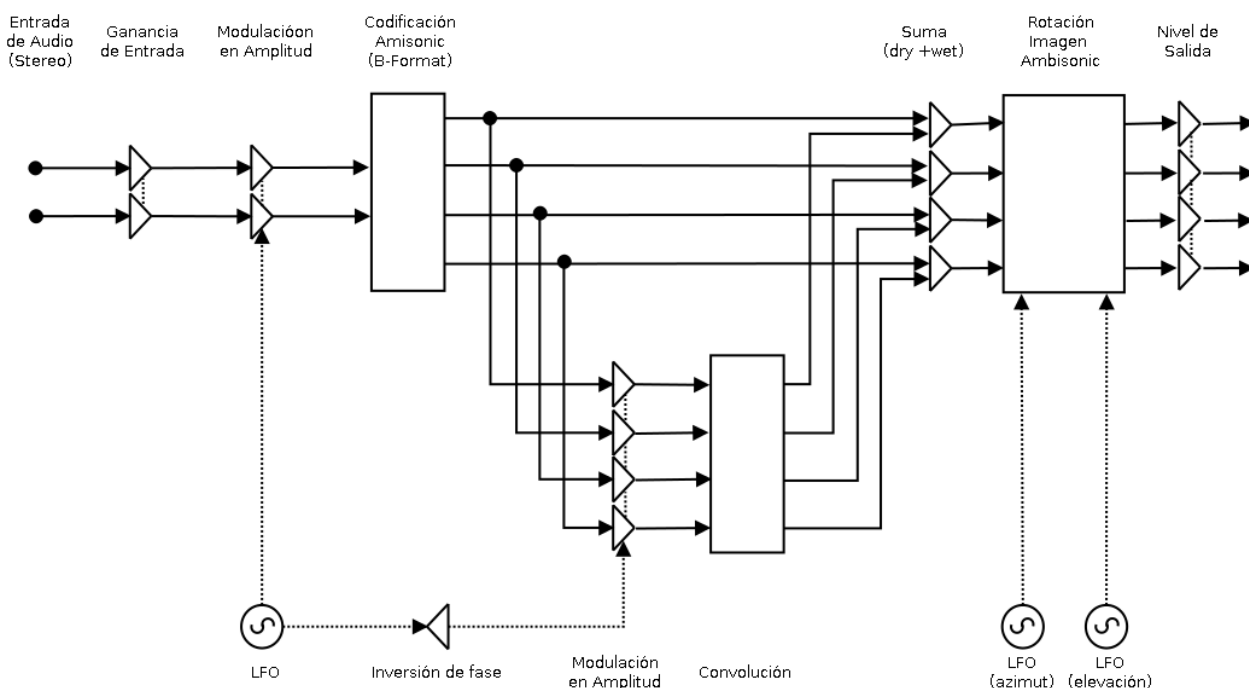 Entrada
de Audio
(Stereo)
Ganancia
de Entrada
Modulacióon
en Amplitud
Codificación
Amisonic
(B-Format)
Suma
(dry +wet)
Rotación
Imagen
Ambisonic
Nivel de
Salida
LFO
Inversión de fase
Modulación
en Amplitud
Convolución
LFO
(azimut)
LFO
(elevación)